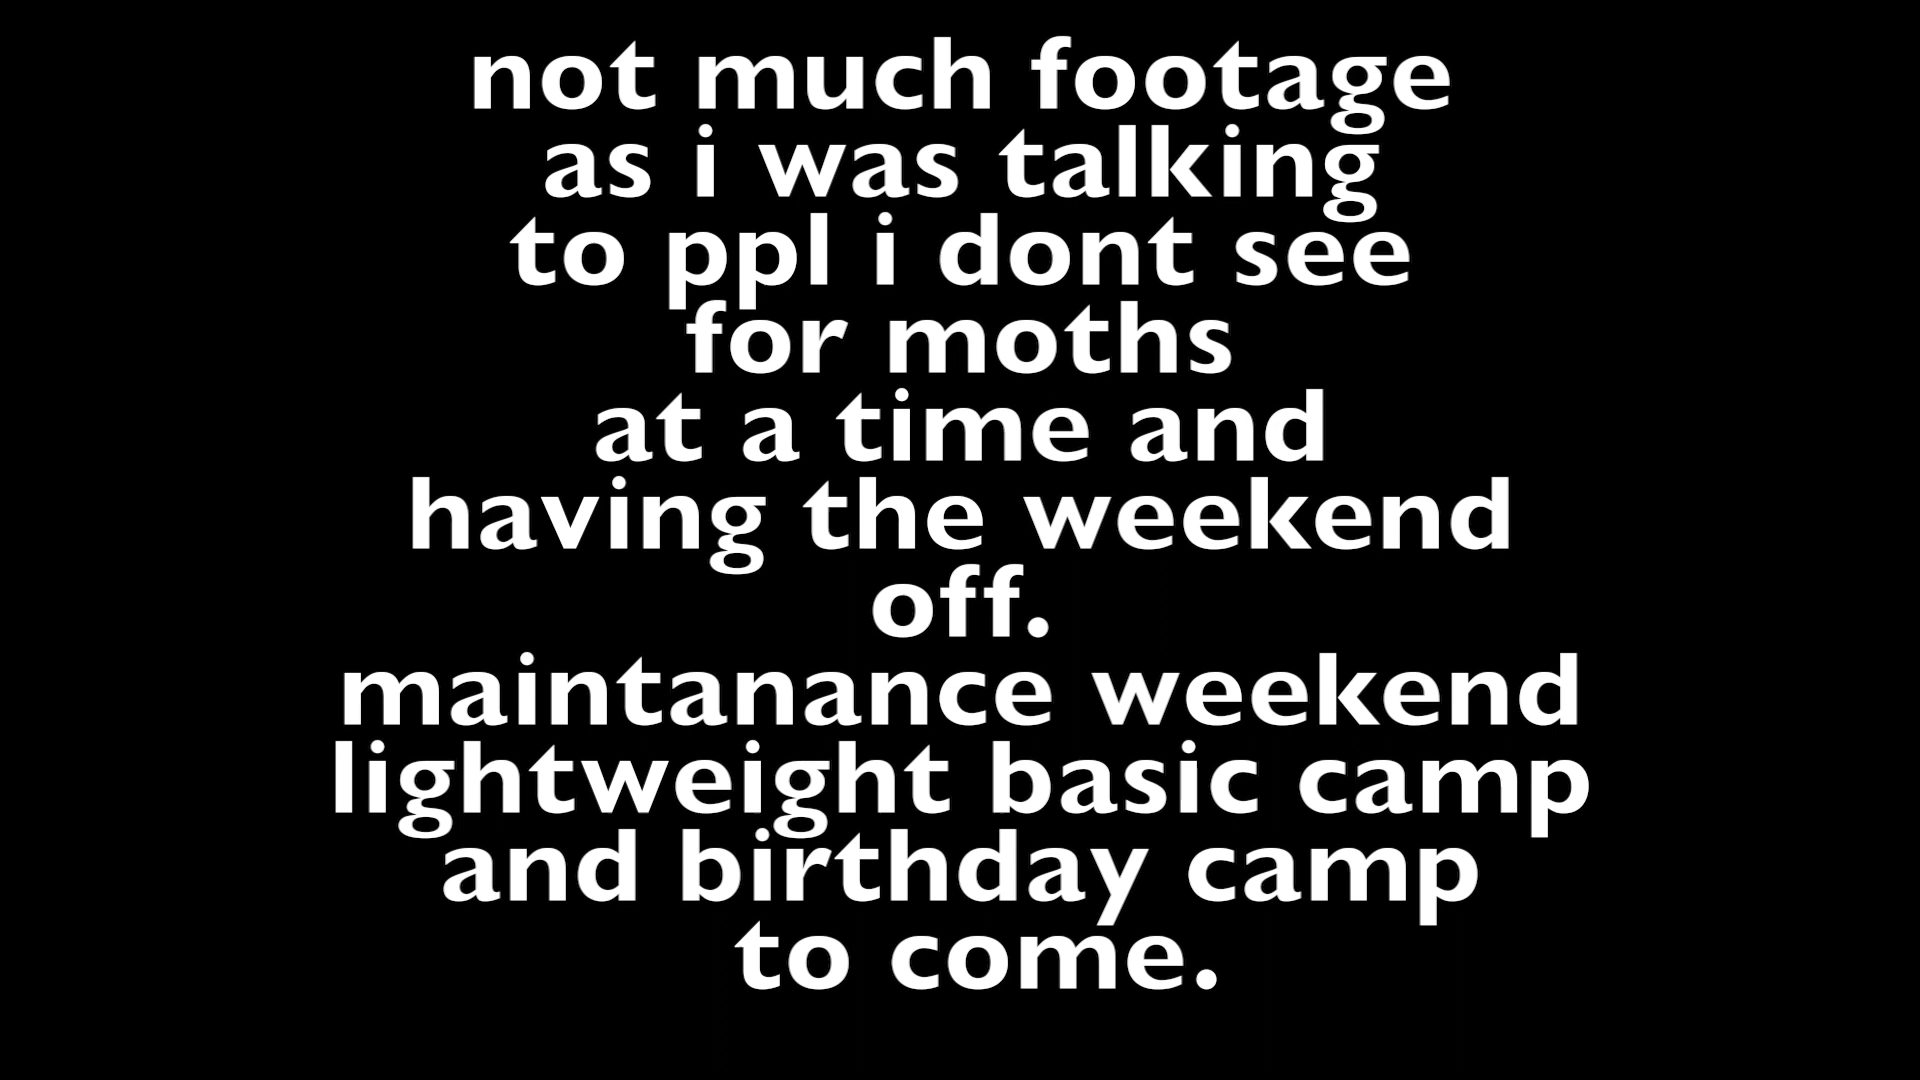 not much footage
as i was talking
to ppl i dont see
for moths
at a time and
having the weekend
off.
maintanance weekend
lightweight basic camp
and birthday camp
to come.